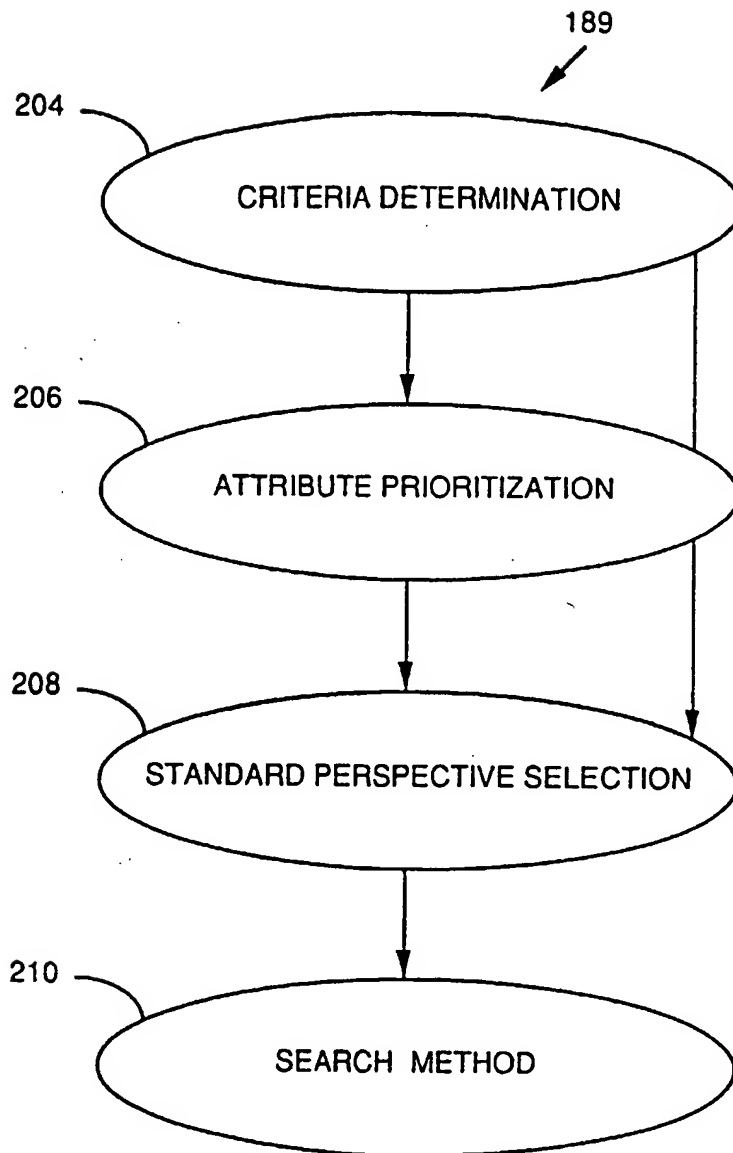 189
204
CRITERIA DETERMINATION
206
ATTRIBUTE PRIORITIZATION
208
STANDARD PERSPECTIVE SELECTION
210
SEARCH METHOD